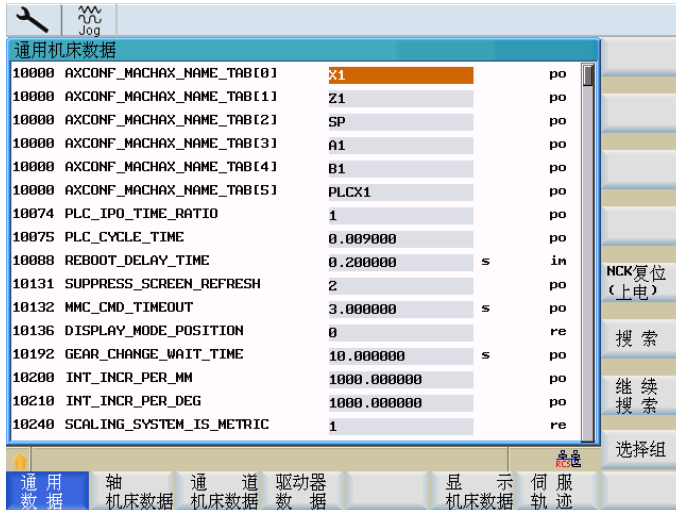 Jog
通用机床数据
10000 AXCONF_MACHAX_NAME_TAB[0] X1 po
10000 AXCONF_MACHAX_NAME_TAB[1] Z1 po
10000 AXCONF_MACHAX_NAME_TAB[2] SP po
10000 AXCONF_MACHAX_NAME_TAB[3] A1 po
10000 AXCONF_MACHAX_NAME_TAB[4] B1 po
10000 AXCONF_MACHAX_NAME_TAB[5] PLCX1 po
10074 PLC_IPO_TIME_RATIO 1 po
10075 PLC_CYCLE_TIME 0.009000 po
10088 REBOOT_DELAY_TIME 0.200000 s im
10131 SUPPRESS_SCREEN_REFRESH 2 po
10132 MMC_CMD_TIMEOUT 3.000000 s po
10136 DISPLAY_MODE_POSITION 0 re
10192 GEAR_CHANGE_WAIT_TIME 10.000000 s po
10200 INT_INCR_PER_MM 1000.000000 po
10210 INT_INCR_PER_DEG 1000.000000 po
10240 SCALING_SYSTEM_IS_METRIC 1 re
NCK复位
(上电)
搜 索
继 续
搜 索
选择组
RCS
通 用
数 据
轴
机床数据
通 道
机床数据
驱动器
数 据
显 示
机床数据
伺 服
轨 迹